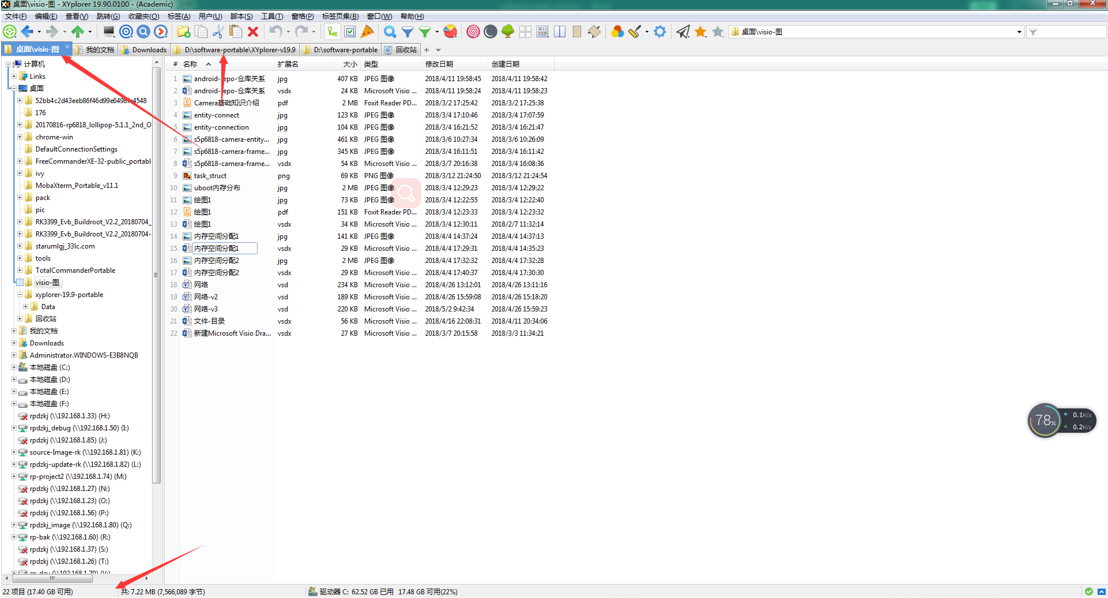 桌面\visio-图 - XYplorer 19.90.0100 - (Academic)
文件(F) 编辑(E) 查看(V) 跳转(G) 收藏夹(O) 标签(A) 用户(U) 脚本(S) 工具(T) 窗格(P) 标签页集(B) 窗口(W) 帮助(H)
桌面\visio-图
桌面\visio-图 我的文档 Downloads D:\software-portable\XYplorer-v19.9 D:\software-portable 回收站
计算机
Links
桌面
52bb4c2d43eeb86f46d99e6498fc4548
176
20170816-rp6818_lollipop-5.1.1_2nd_O
chrome-win
DefaultConnectionSettings
FreeCommanderXE-32-public_portabl
ivy
MobaXterm_Portable_v11.1
pack
pic
RK3399_Evb_Buildroot_V2.2_20180704_
RK3399_Evb_Buildroot_V2.2_20180704-
starumlgj_33lc.com
tools
TotalCommanderPortable
visio-图
xyplorer-19.9-portable
Data
回收站
我的文档
Downloads
Administrator.WINDOWS-E3B8NQB
本地磁盘 (C:)
本地磁盘 (D:)
本地磁盘 (E:)
本地磁盘 (F:)
rpdzkj (\\192.168.1.33) (H:)
rpdzkj_debug (\\192.168.1.50) (I:)
rpdzkj (\\192.168.1.85) (J:)
source-Image-rk (\\192.168.1.81) (K:)
rpdzkj-update-rk (\\192.168.1.82) (L:)
rp-project2 (\\192.168.1.74) (M:)
rpdzkj (\\192.168.1.27) (N:)
rpdzkj (\\192.168.1.23) (O:)
rpdzkj (\\192.168.1.56) (P:)
rpdzkj_image (\\192.168.1.80) (Q:)
rp-bak (\\192.168.1.60) (R:)
rpdzkj (\\192.168.1.37) (S:)
rpdzkj (\\192.168.1.26) (T:)
# 名称 扩展名 大小 类型 修改日期 创建日期
1 android-repo-仓库关系 jpg 407 KB JPEG 图像 2018/4/11 19:58:45 2018/4/11 19:58:42
2 android-repo-仓库关系 vsdx 24 KB Microsoft Visio ... 2018/4/11 19:58:24 2018/4/11 19:58:23
3 Camera基础知识介绍 pdf 2 MB Foxit Reader PD... 2018/3/2 17:25:42 2018/3/2 17:25:38
4 entity-connect jpg 123 KB JPEG 图像 2018/3/4 17:10:46 2018/3/4 17:07:59
5 entity-connection jpg 104 KB JPEG 图像 2018/3/4 16:21:52 2018/3/4 16:21:47
6 s5p6818-camera-entity... jpg 461 KB JPEG 图像 2018/3/6 10:27:34 2018/3/6 10:26:09
7 s5p6818-camera-frame... jpg 345 KB JPEG 图像 2018/3/4 16:11:51 2018/3/4 16:11:42
8 s5p6818-camera-frame... vsdx 54 KB Microsoft Visio ... 2018/3/7 20:16:38 2018/3/4 16:08:36
9 task_struct png 69 KB PNG 图像 2018/3/12 21:24:50 2018/3/12 21:24:54
10 uboot内存分布 jpg 2 MB JPEG 图像 2018/3/4 12:29:23 2018/3/4 12:29:22
11 绘图1 jpg 73 KB JPEG 图像 2018/3/4 12:22:55 2018/3/4 12:22:40
12 绘图1 pdf 151 KB Foxit Reader PD... 2018/3/4 12:23:33 2018/3/4 12:23:32
13 绘图1 vsdx 34 KB Microsoft Visio ... 2018/3/4 12:30:11 2018/2/7 11:32:14
14 内存空间分配1 jpg 141 KB JPEG 图像 2018/4/4 14:37:24 2018/4/4 14:37:13
15 内存空间分配1 vsdx 29 KB Microsoft Visio ... 2018/4/4 17:29:31 2018/4/4 14:35:23
16 内存空间分配2 jpg 2 MB JPEG 图像 2018/4/4 17:32:32 2018/4/4 17:32:28
17 内存空间分配2 vsdx 29 KB Microsoft Visio ... 2018/4/4 17:40:37 2018/4/4 17:30:30
18 网络 vsd 234 KB Microsoft Visio ... 2018/4/26 13:12:01 2018/4/26 13:11:16
19 网络-v2 vsd 189 KB Microsoft Visio ... 2018/4/26 15:59:08 2018/4/26 15:18:20
20 网络-v3 vsd 220 KB Microsoft Visio ... 2018/5/2 9:42:34 2018/4/26 15:59:23
21 文件-目录 vsdx 56 KB Microsoft Visio ... 2018/4/16 22:08:31 2018/4/11 20:34:06
22 新建Microsoft Visio Dra... vsdx 27 KB Microsoft Visio ... 2018/3/7 20:15:58 2018/3/3 11:34:21
78%
0.1K/s
0.2K/s
22 项目 (17.40 GB 可用) 共: 7.22 MB (7,566,089 字节) 驱动器 C: 62.52 GB 已用 17.48 GB 可用(22%)